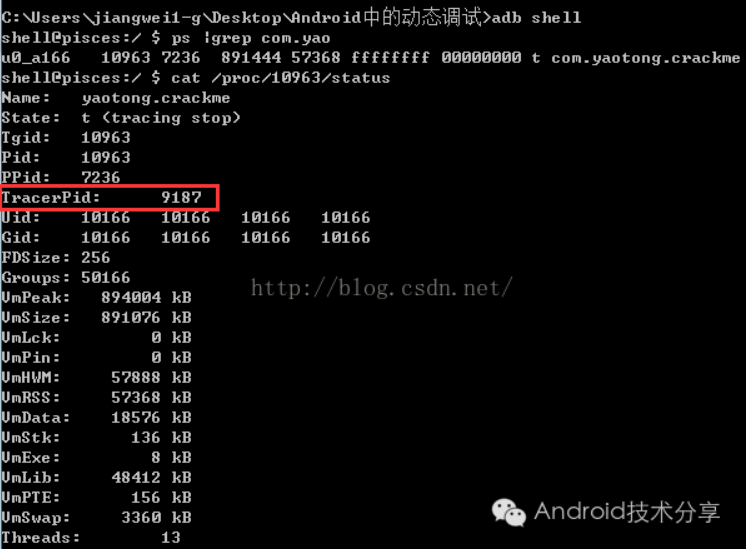 C:\Users\jiangwei1-g\Desktop\Android中的动态调试>adb shell
shell@pisces:/ $ ps |grep com.yao
u0_a166   10963 7236  891444 57368 ffffffff 00000000 t com.yaotong.crackme
shell@pisces:/ $ cat /proc/10963/status
Name:   yaotong.crackme
State:  t (tracing stop)
Tgid:   10963
Pid:    10963
PPid:   7236
TracerPid:      9187
Uid:    10166   10166   10166   10166
Gid:    10166   10166   10166   10166
FDSize: 256
Groups: 50166
http://blog.csdn.net/
VmPeak:   894004 kB
VmSize:   891076 kB
VmLck:         0 kB
VmPin:         0 kB
VmHWM:     57888 kB
VmRSS:     57368 kB
VmData:    18576 kB
VmStk:       136 kB
VmExe:         8 kB
VmLib:     48412 kB
VmPTE:       156 kB
VmSwap:     3360 kB
Android技术分享
Threads:        13